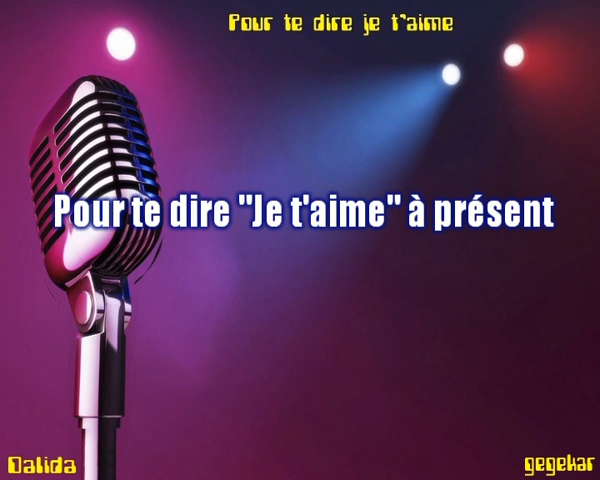 Pour te dire je t'aime
Pour te dire "Je t'aime" à présent
Dalida
gegekar